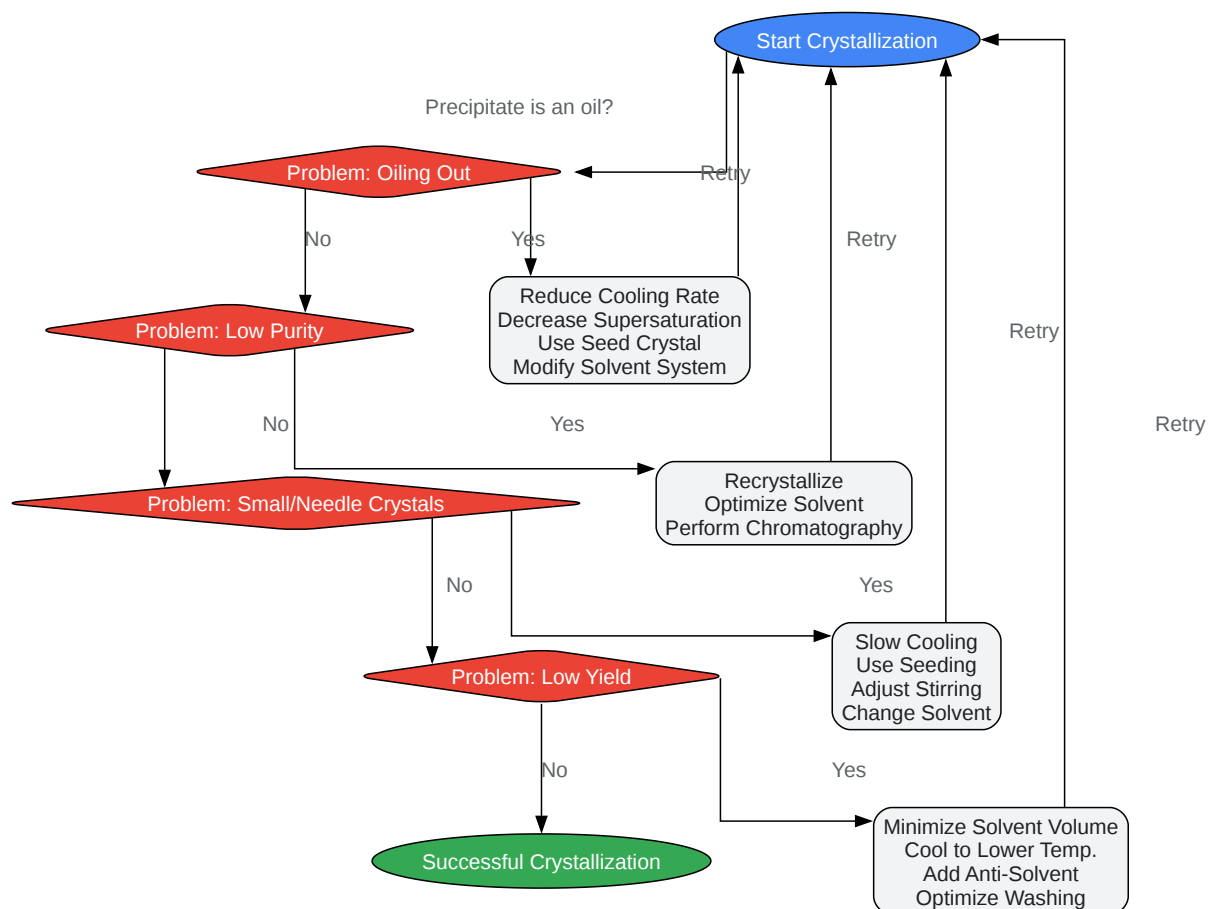 Start Crystallization
Precipitate is an oil?
Problem: Oiling Out
Retry
No
Yes
Retry
Reduce Cooling Rate
Decrease Supersaturation
Use Seed Crystal
Modify Solvent System
Problem: Low Purity
Retry
No
Yes
Retry
Recrystallize
Optimize Solvent
Perform Chromatography
Problem: Small/Needle Crystals
No
Yes
Slow Cooling
Use Seeding
Adjust Stirring
Change Solvent
Problem: Low Yield
No
Yes
Minimize Solvent Volume
Cool to Lower Temp.
Add Anti-Solvent
Optimize Washing
Successful Crystallization